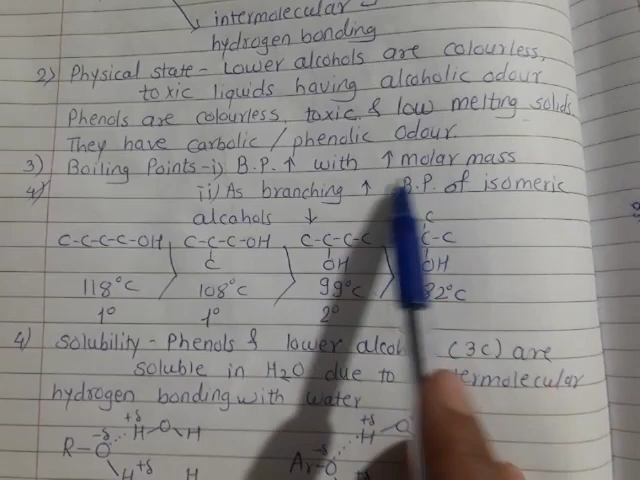 intermolecular
hydrogen bonding
2) Physical state - Lower alcohols are colourless,
toxic liquids having alcoholic odour
Phenols are colourless, toxic & low melting solids.
They have carbolic / phenolic odour.
3) Boiling Points - i) B.P. ↑ with ↑ molar mass
4) ii) As branching ↑ B.P. of isomeric
alcohols ↓ C
C-C-C-C-OH C-C-C-OH C-C-C-C C-C
C OH OH
118°C > 108°C > 99°C > 82°C
1° 1° 2°
4) Solubility - Phenols & lower (3C) are
soluble in H2O due to
hydrogen bonding with water
+δ H-O-H +δ H O
R-O -δ Ar-O -δ
H +δ H